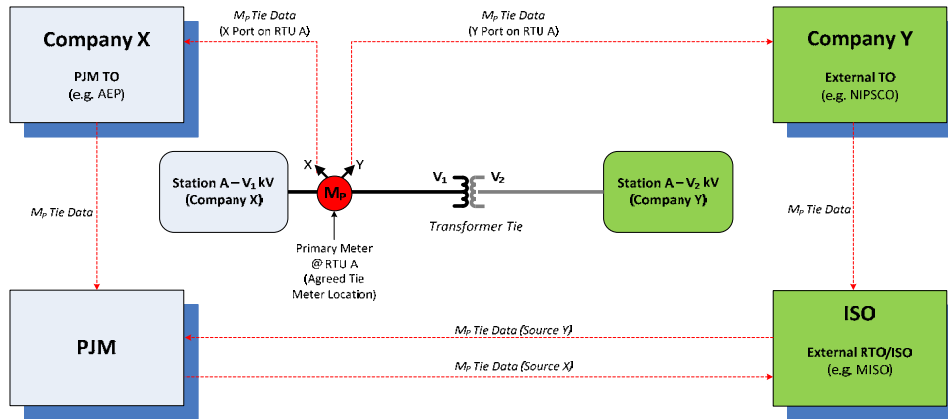 Company X
PJM TO
(e.g. AEP)
Mₚ Tie Data
(X Port on RTU A)
Mₚ Tie Data
(Y Port on RTU A)
Company Y
External TO
(e.g. NIPSCO)
X
Y
Station A – V₁ kV
(Company X)
Mₚ
V₁
V₂
Transformer Tie
Station A – V₂ kV
(Company Y)
Mₚ Tie Data
Mₚ Tie Data
Primary Meter
@ RTU A
(Agreed Tie
Meter Location)
PJM
Mₚ Tie Data (Source Y)
Mₚ Tie Data (Source X)
ISO
External RTO/ISO
(e.g. MISO)